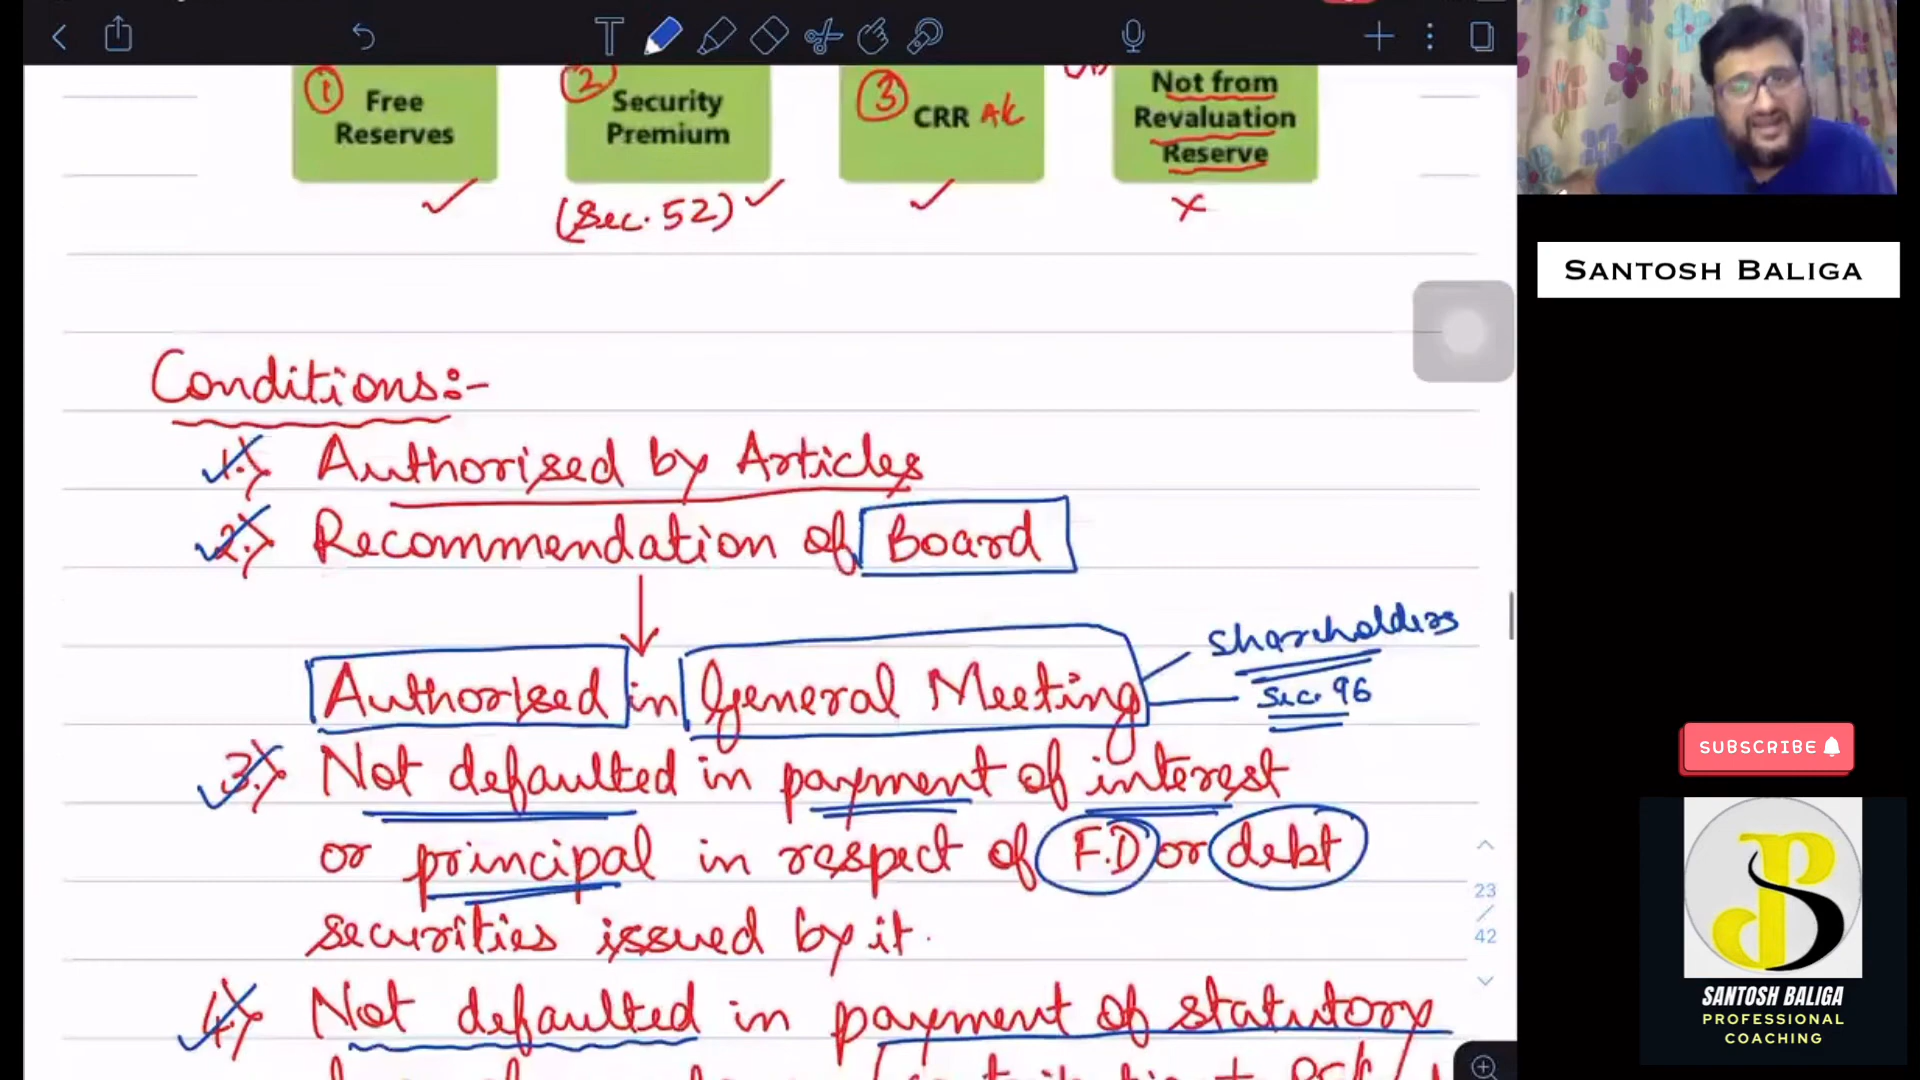 ① Free Reserves
② Security Premium
③ CRR A/c
Not from Revaluation Reserve
(Sec. 52)
SANTOSH BALIGA
Conditions:-
1.) Authorised by Articles
2.) Recommendation of Board
Authorised in General Meeting
shareholders
Sec. 96
3.) Not defaulted in payment of interest
or principal in respect of F.D or debt
securities issued by it.
4.) Not defaulted in payment of statutory
SUBSCRIBE
23
/
42
SANTOSH BALIGA
PROFESSIONAL
COACHING